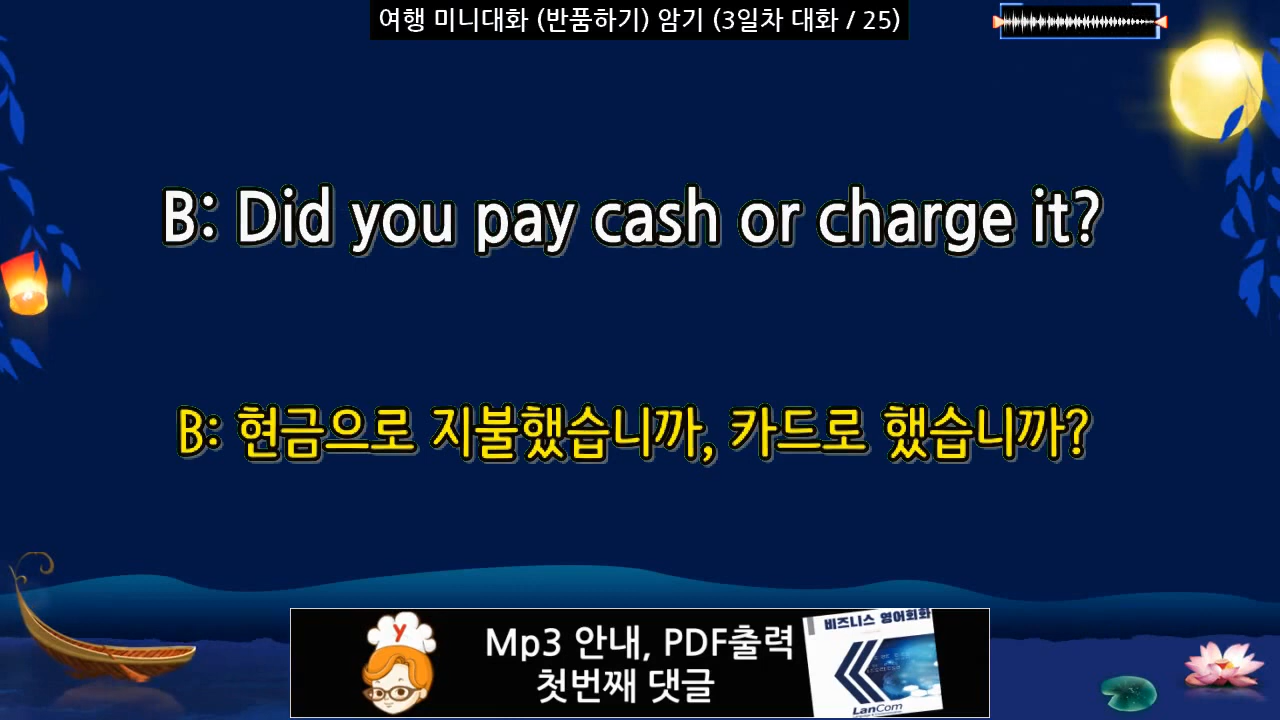 여행 미니대화 (반품하기) 암기 (3일차 대화 / 25)
B: Did you pay cash or charge it?
B: 현금으로 지불했습니까, 카드로 했습니까?
Y
Mp3 안내, PDF출력
첫번째 댓글
비즈니스 영어회화
LanCom